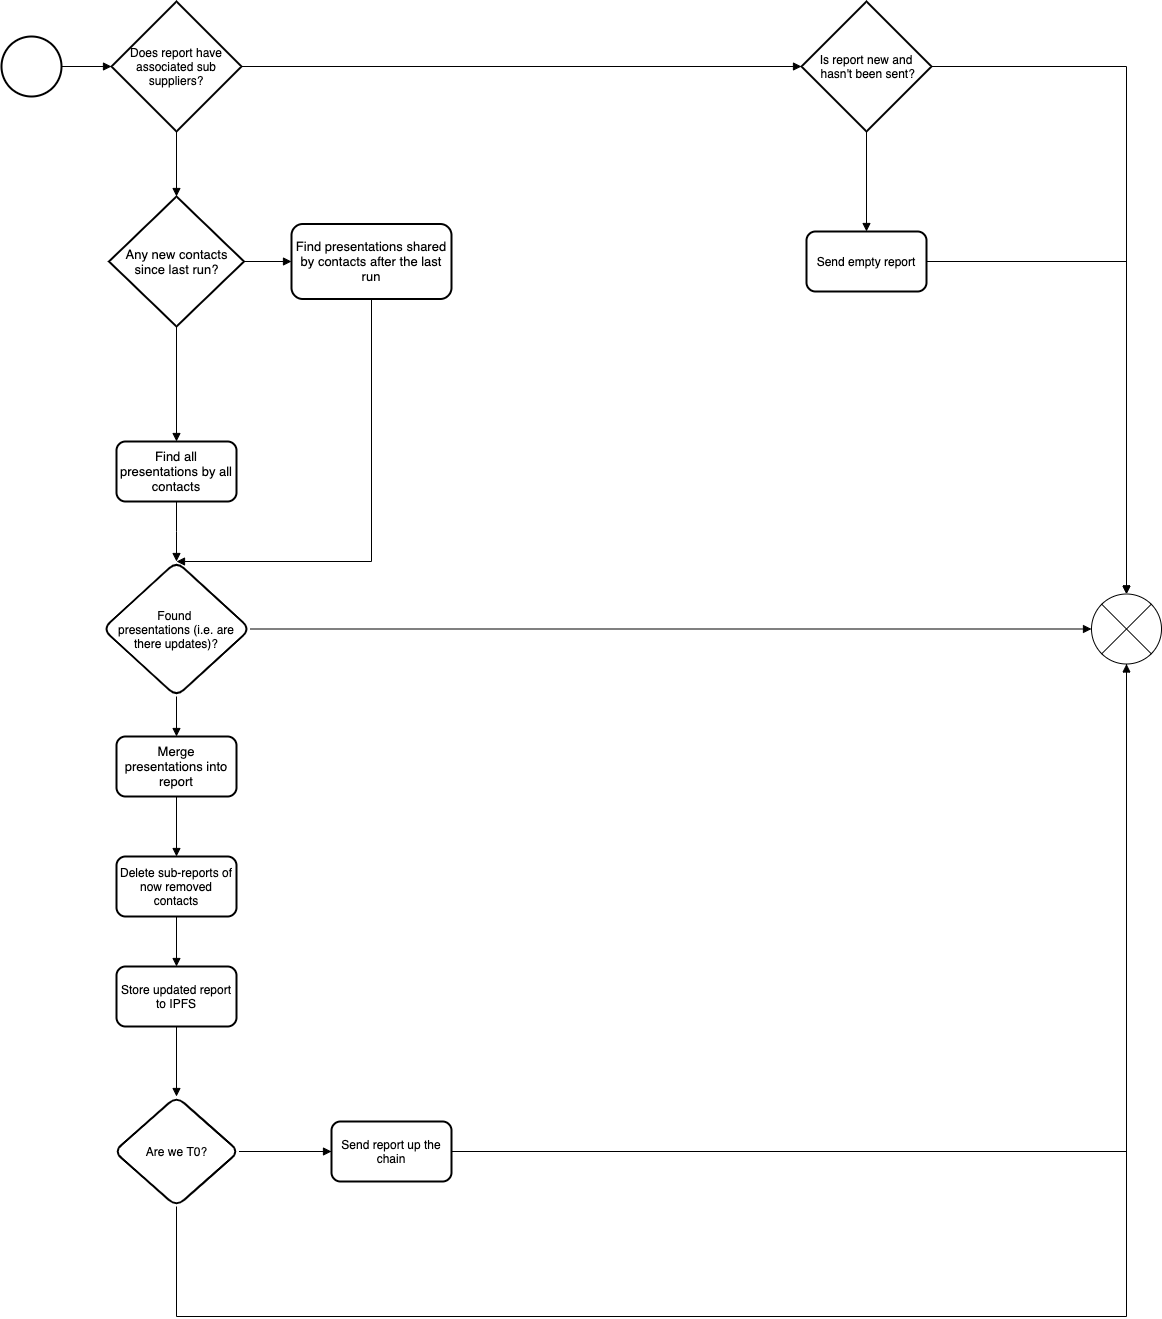 Does report have
associated sub
suppliers?
Is report new and
hasn't been sent?
Any new contacts
since last run?
Find presentations shared
by contacts after the last
run
Send empty report
Find all
presentations by all
contacts
Found
presentations (i.e. are
there updates)?
Merge
presentations into
report
Delete sub-reports of
now removed
contacts
Store updated report
to IPFS
Are we T0?
Send report up the
chain